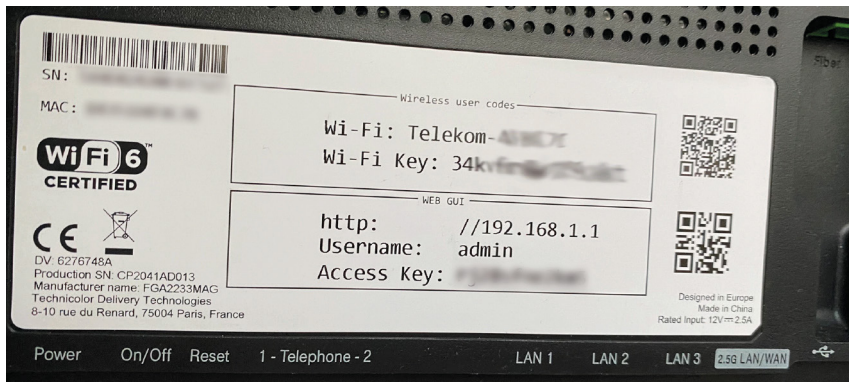 SN:
MAC:
Wi Fi 6™
CERTIFIED
DV: 6276748A
Production SN: CP2041AD013
Manufacturer name: FGA2233MAG
Technicolor Delivery Technologies
8-10 rue du Renard, 75004 Paris, France
Wireless user codes
Wi-Fi: Telekom-
Wi-Fi Key:
WEB GUI
http: //192.168.1.1
Username: admin
Access Key:
Designed in Europe
Made in China
Rated Input: 12V⎓2.5A
Fiber
Power On/Off Reset 1 - Telephone - 2 LAN 1 LAN 2 LAN 3 2.5G LAN/WAN